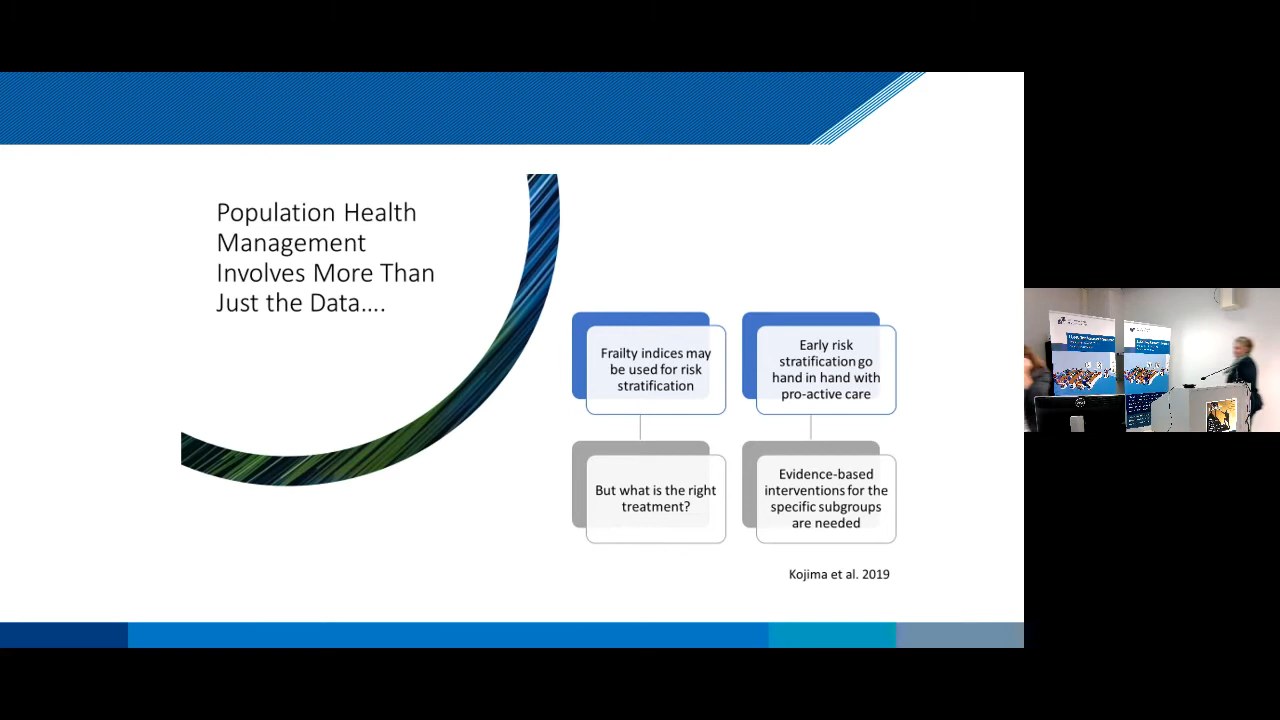 Population Health
Management
Involves More Than
Just the Data....
Frailty indices may
be used for risk
stratification
Early risk
stratification go
hand in hand with
pro-active care
But what is the right
treatment?
Evidence-based
interventions for the
specific subgroups
are needed
Kojima et al. 2019